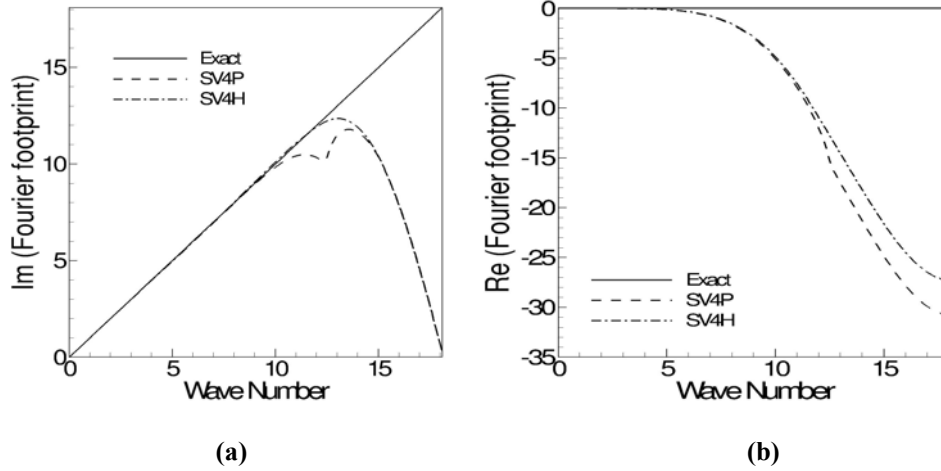 Im (Fourier footprint)
15
10
5
0
Exact
SV4P
SV4H
0
5
10
15
Wave Number
(a)
Re (Fourier footprint)
0
-5
-10
-15
-20
-25
-30
-35
Exact
SV4P
SV4H
0
5
10
15
Wave Number
(b)